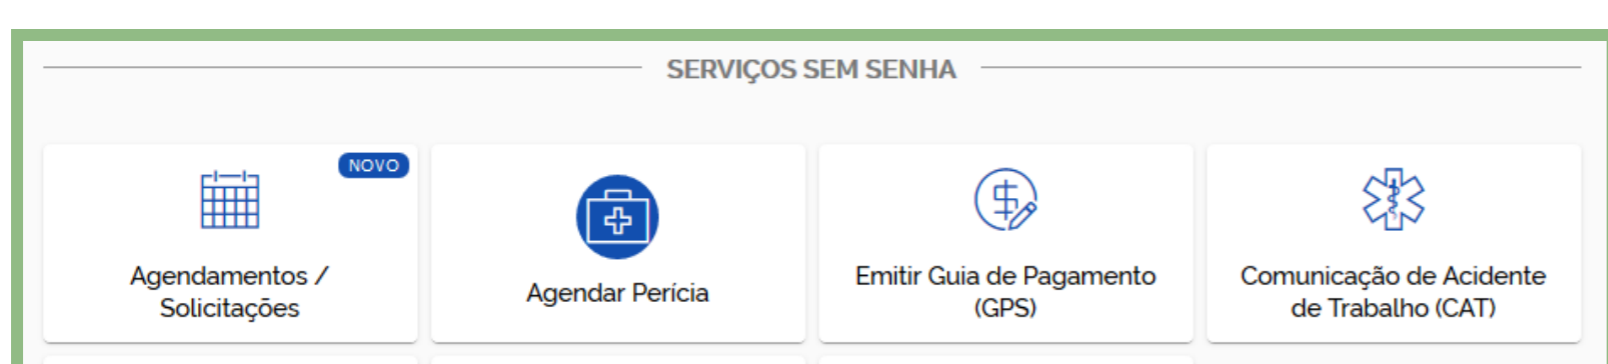 SERVIÇOS SEM SENHA
NOVO
Agendamentos /
Solicitações
Agendar Perícia
Emitir Guia de Pagamento
(GPS)
Comunicação de Acidente
de Trabalho (CAT)